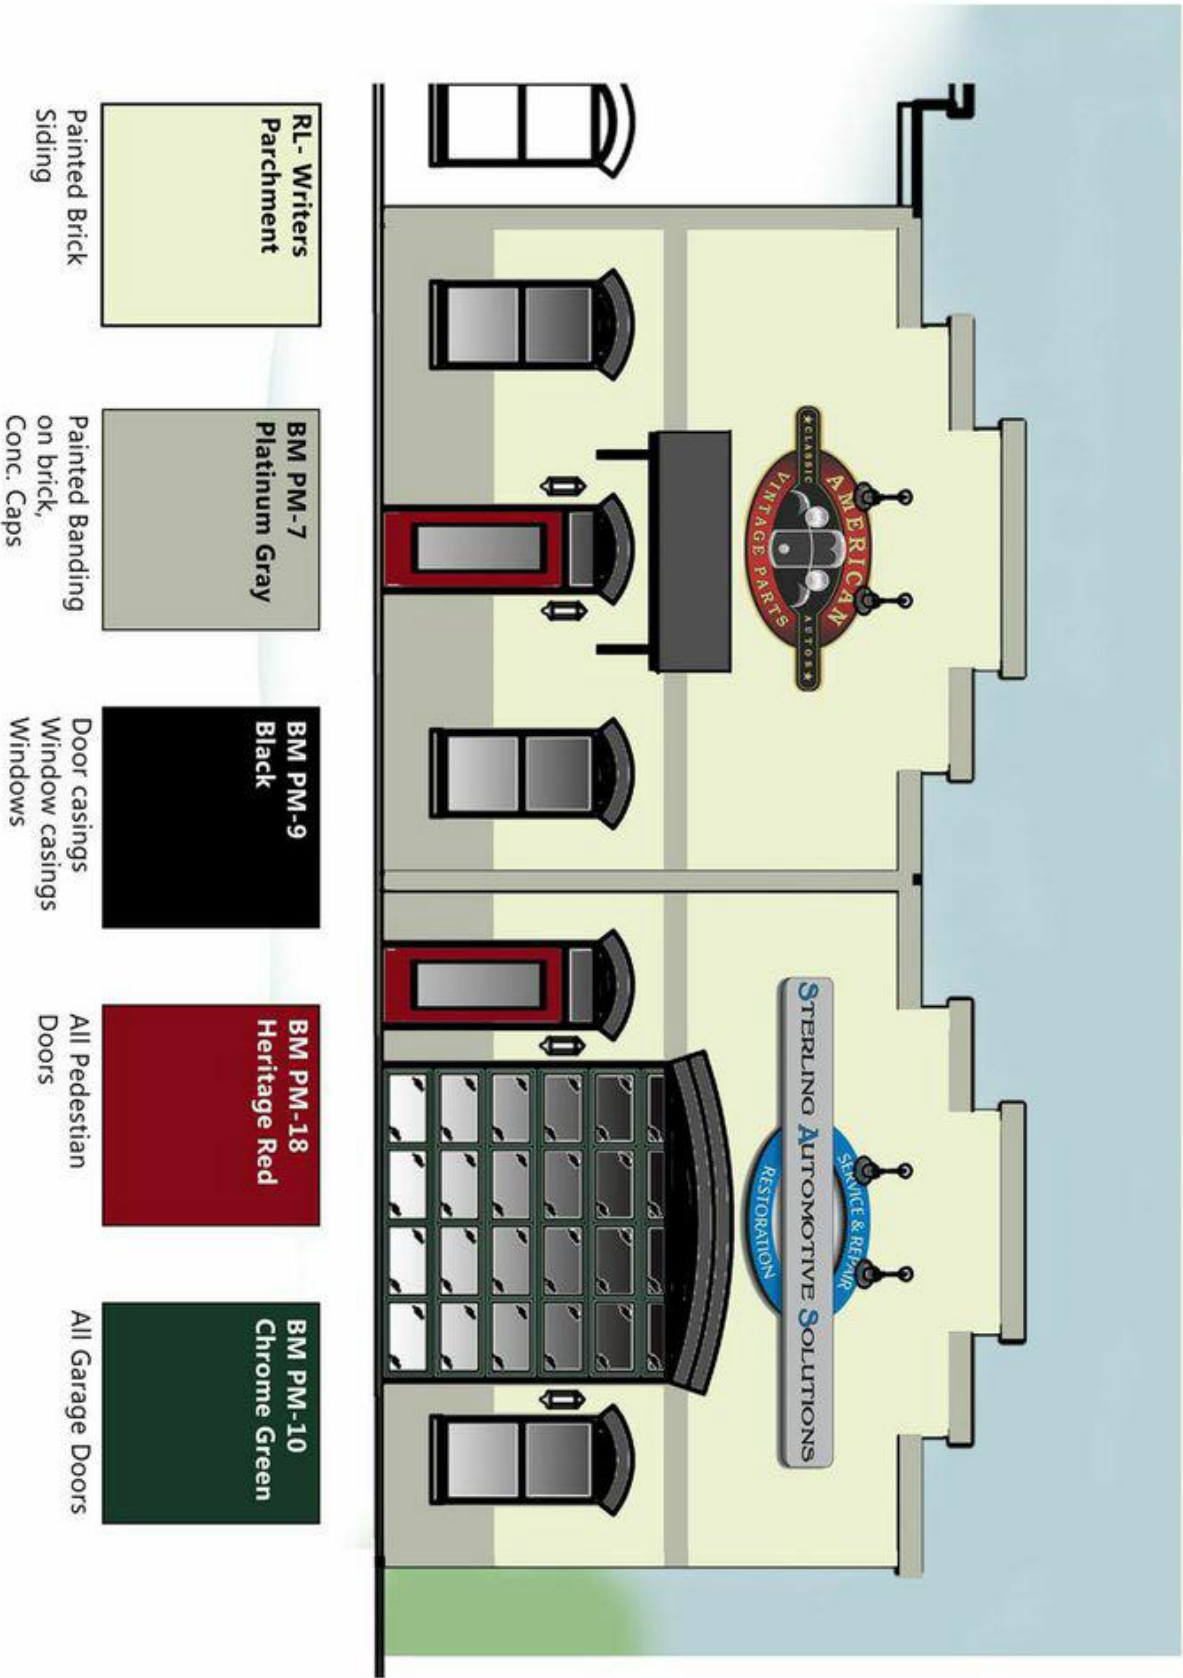 AMERICAN
★CLASSIC AUTOS★
VINTAGE PARTS
SERVICE & REPAIR
STERLING AUTOMOTIVE SOLUTIONS
RESTORATION
RL- Writers
Parchment
Painted Brick
Siding
BM PM-7
Platinum Gray
Painted Banding
on brick,
Conc. Caps
BM PM-9
Black
Door casings
Window casings
Windows
BM PM-18
Heritage Red
All Pedestian
Doors
BM PM-10
Chrome Green
All Garage Doors